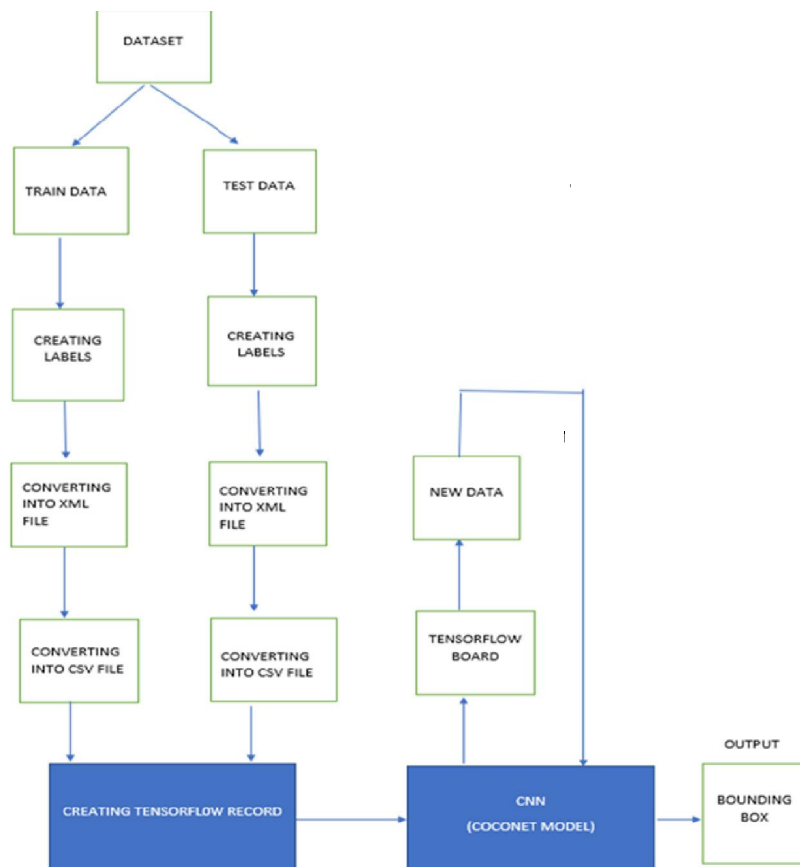 DATASET
TRAIN DATA
TEST DATA
CREATING
LABELS
CREATING
LABELS
CONVERTING
INTO XML
FILE
CONVERTING
INTO XML
FILE
NEW DATA
CONVERTING
INTO CSV FILE
CONVERTING
INTO CSV FILE
TENSORFLOW
BOARD
CREATING TENSORFLOW RECORD
CNN
(COCONET MODEL)
OUTPUT
BOUNDING
BOX